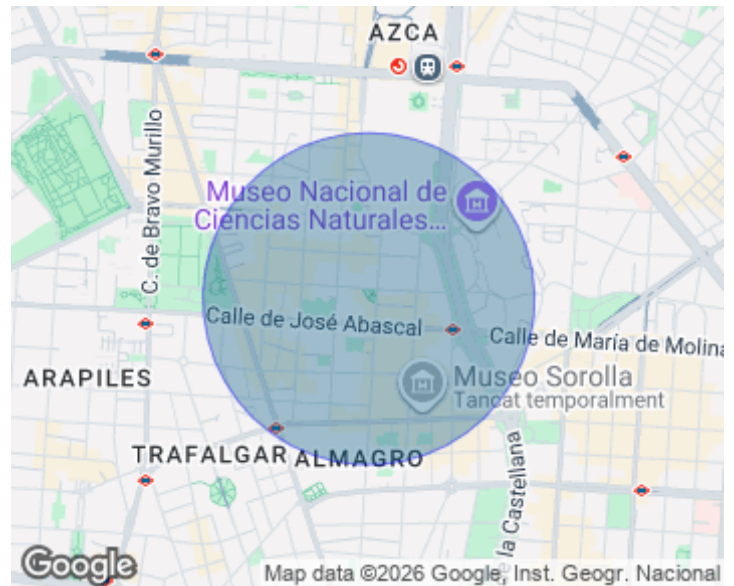 AZCA
C. de Bravo Murillo
Museo Nacional de
Ciencias Naturales...
Calle de José Abascal
Calle de María de Molina
ARAPILES
Museo Sorolla
Tancat temporalment
TRAFALGAR
ALMAGRO
e la Castellana
Google
Map data ©2026 Google, Inst. Geogr. Nacional